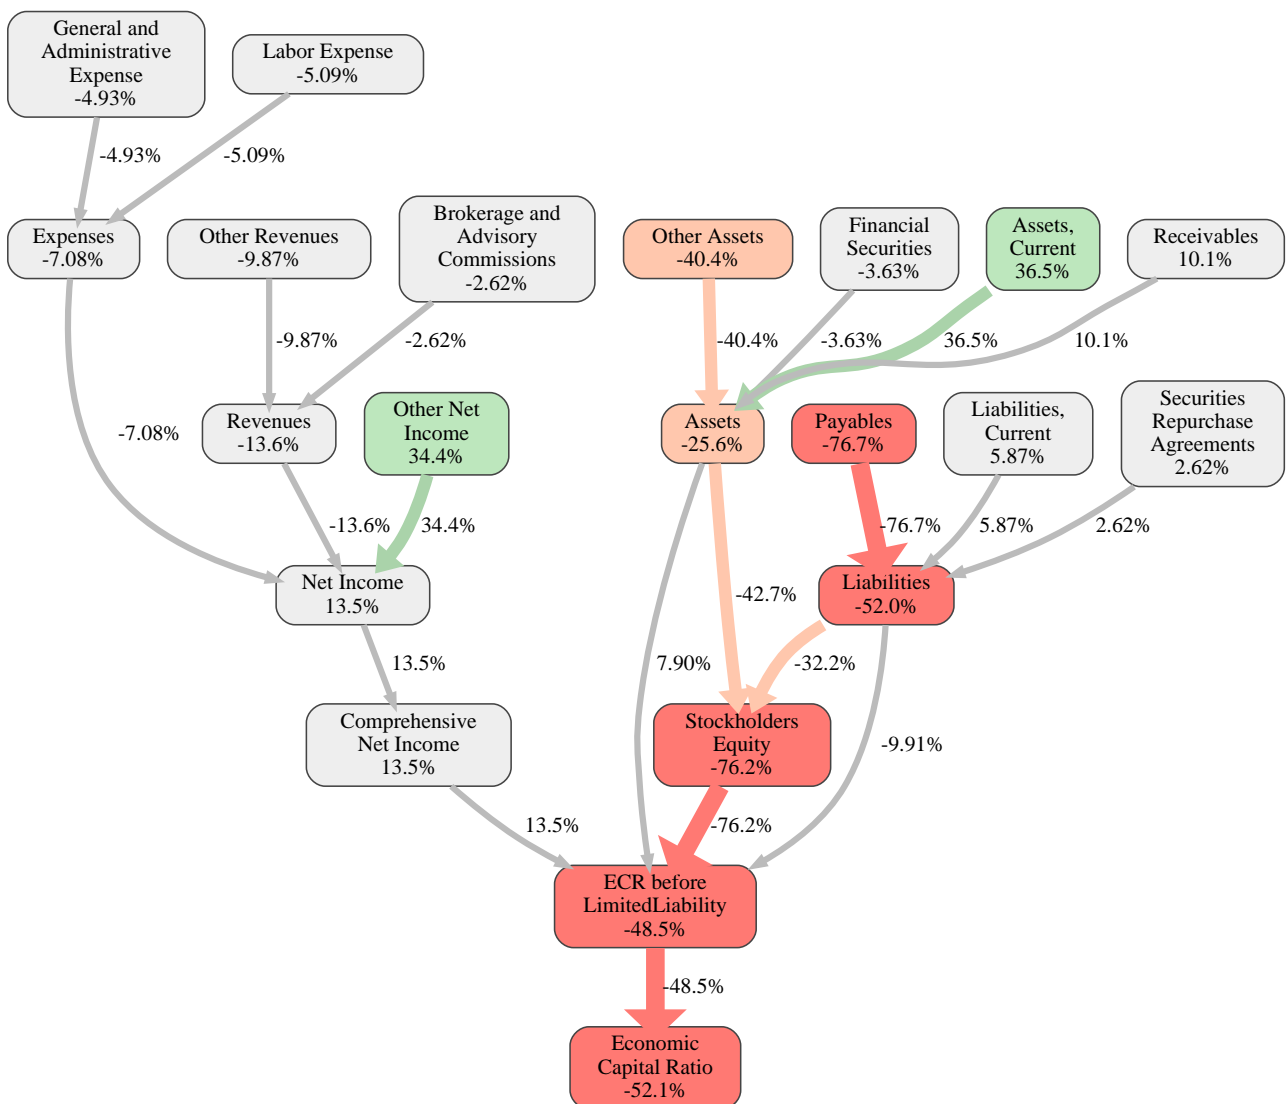 General and
Administrative
Expense
-4.93%
Labor Expense
-5.09%
-4.93%
-5.09%
Expenses
-7.08%
Other Revenues
-9.87%
Brokerage and
Advisory
Commissions
-2.62%
Other Assets
-40.4%
Financial
Securities
-3.63%
Assets,
Current
36.5%
Receivables
10.1%
-9.87%
-2.62%
-40.4%
-3.63%
36.5%
10.1%
-7.08%
Revenues
-13.6%
Other Net
Income
34.4%
Assets
-25.6%
Payables
-76.7%
Liabilities,
Current
5.87%
Securities
Repurchase
Agreements
2.62%
-13.6%
34.4%
-76.7%
5.87%
2.62%
Net Income
13.5%
-42.7%
Liabilities
-52.0%
13.5%
7.90%
-32.2%
Comprehensive
Net Income
13.5%
Stockholders
Equity
-76.2%
-9.91%
13.5%
-76.2%
ECR before
LimitedLiability
-48.5%
-48.5%
Economic
Capital Ratio
-52.1%